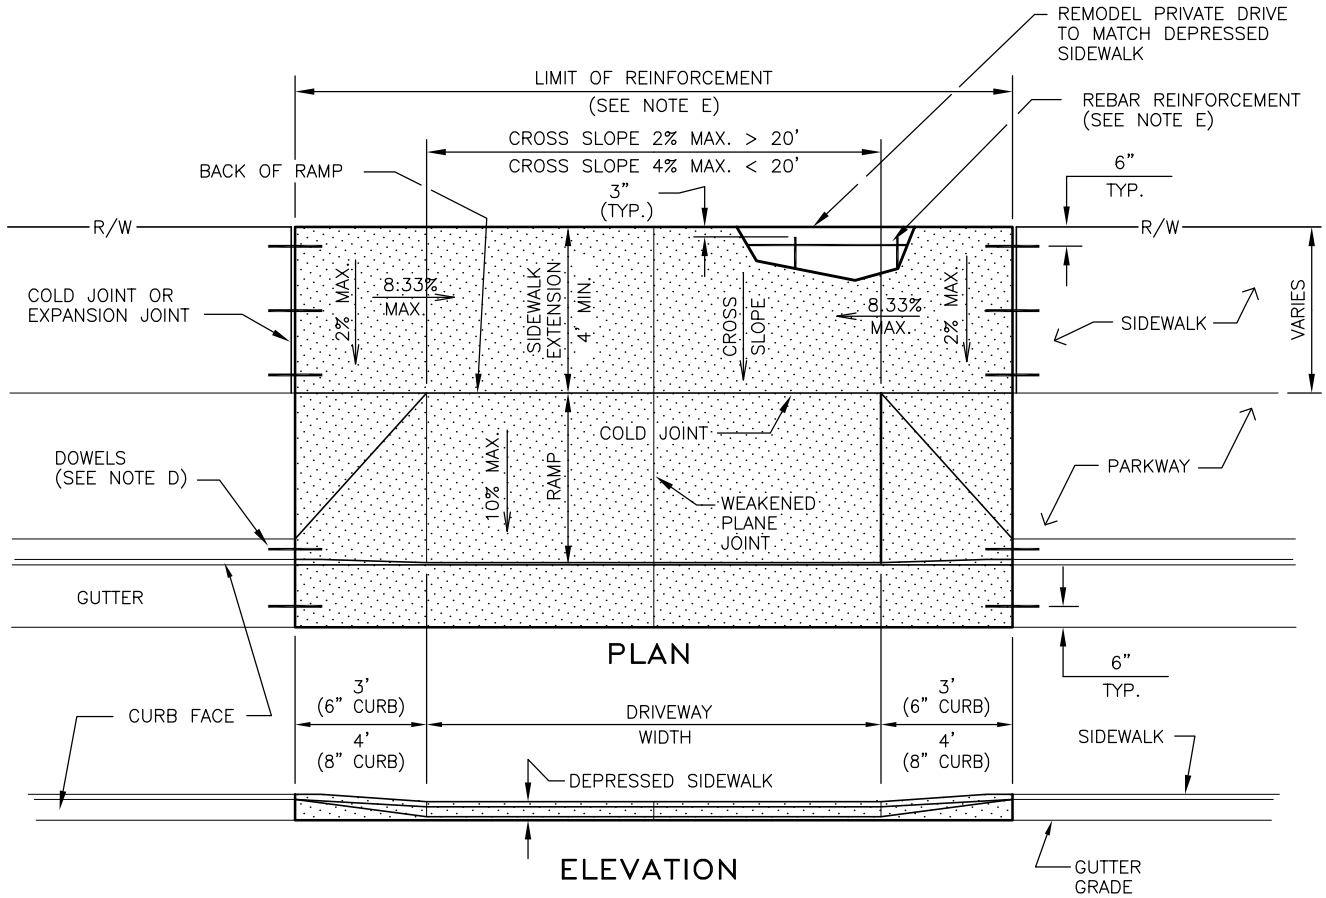 REMODEL PRIVATE DRIVE
TO MATCH DEPRESSED
SIDEWALK
LIMIT OF REINFORCEMENT
(SEE NOTE E)
REBAR REINFORCEMENT
(SEE NOTE E)
CROSS SLOPE 2% MAX. > 20'
CROSS SLOPE 4% MAX. < 20'
BACK OF RAMP
3"
(TYP.)
6"
TYP.
R/W
R/W
COLD JOINT OR
EXPANSION JOINT
2% MAX.
8:33%
MAX.
SIDEWALK
EXTENSION
4' MIN.
CROSS
SLOPE
8.33%
MAX.
2% MAX.
SIDEWALK
VARIES
COLD JOINT
DOWELS
(SEE NOTE D)
10% MAX.
RAMP
WEAKENED
PLANE
JOINT
PARKWAY
GUTTER
PLAN
6"
TYP.
CURB FACE
3'
(6" CURB)
4'
(8" CURB)
DRIVEWAY
WIDTH
3'
(6" CURB)
4'
(8" CURB)
SIDEWALK
DEPRESSED SIDEWALK
ELEVATION
GUTTER
GRADE